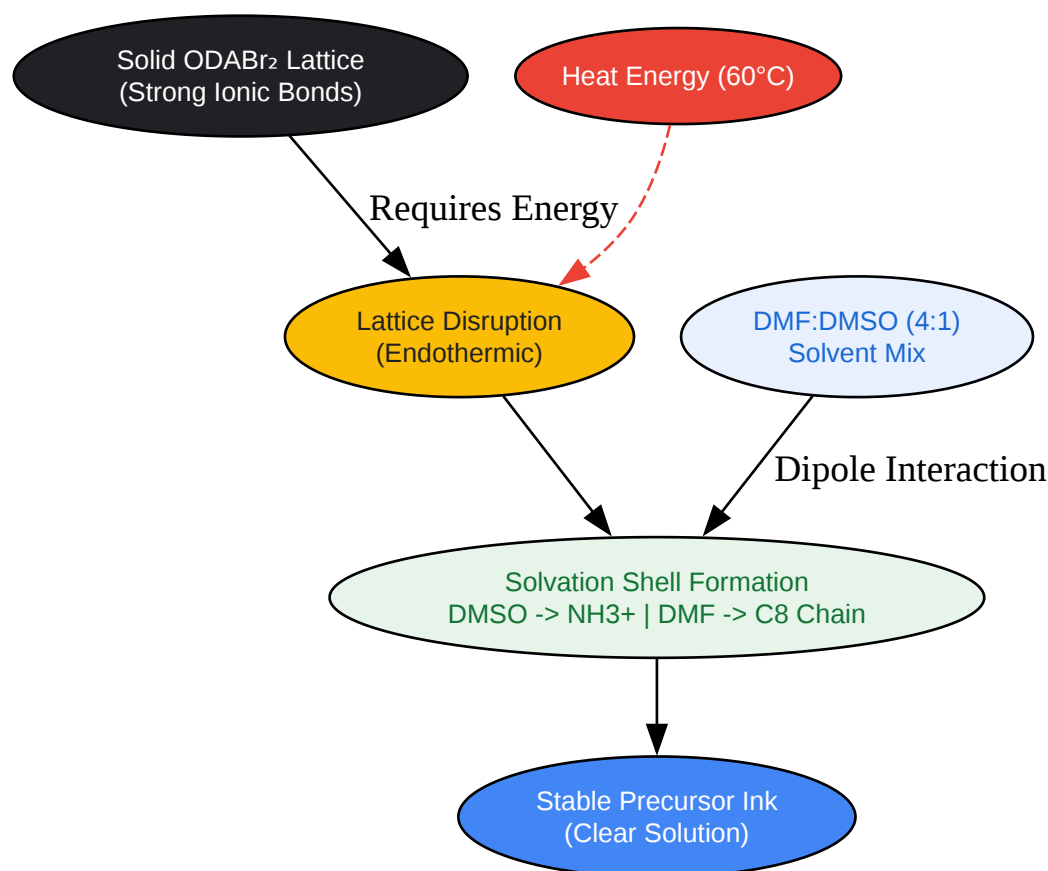 Solid ODABr₂ Lattice
(Strong Ionic Bonds)
Heat Energy (60°C)
Requires Energy
Lattice Disruption
(Endothermic)
DMF:DMSO (4:1)
Solvent Mix
Dipole Interaction
Solvation Shell Formation
DMSO -> NH3+ | DMF -> C8 Chain
Stable Precursor Ink
(Clear Solution)